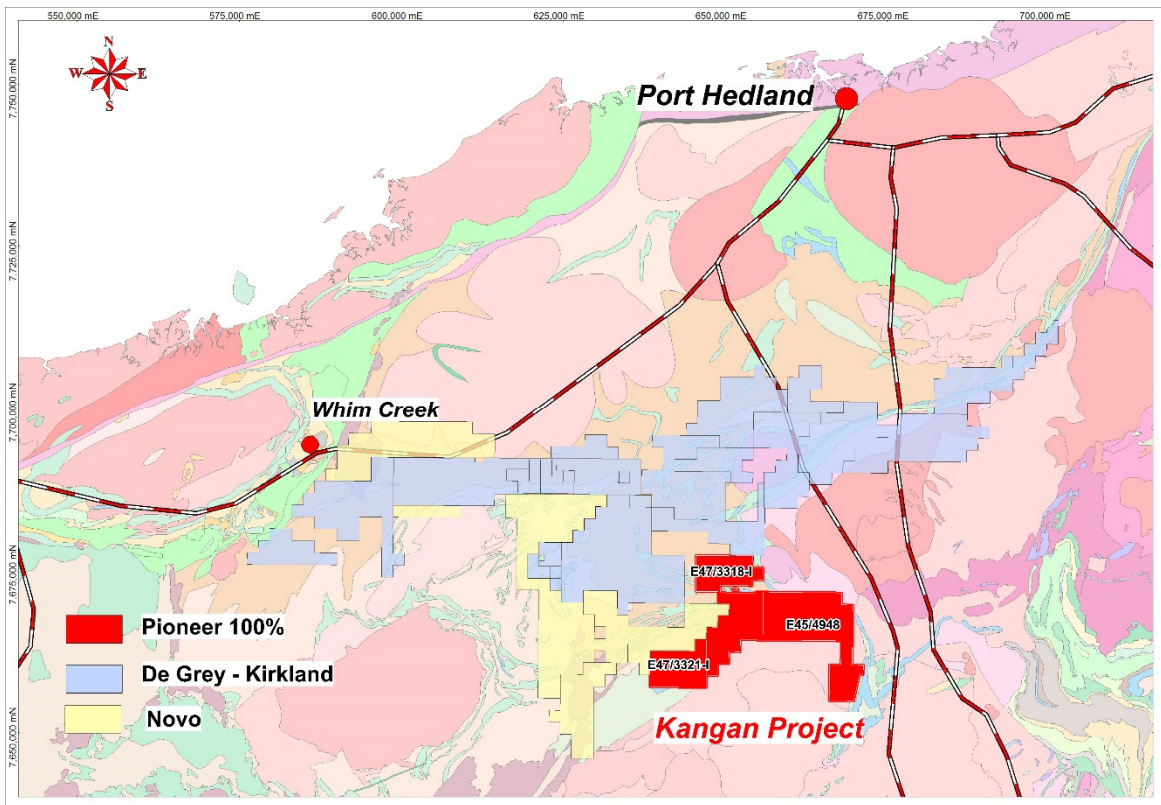 550,000 mE
575,000 mE
600,000 mE
625,000 mE
650,000 mE
675,000 mE
700,000 mE
N
W E
S
7,750,000 mN
Port Hedland
7,725,000 mN
7,700,000 mN
Whim Creek
7,675,000 mN
E47/3318-I
Pioneer 100%
E45/4948
De Grey - Kirkland
E47/3321-I
Novo
Kangan Project
7,650,000 mN